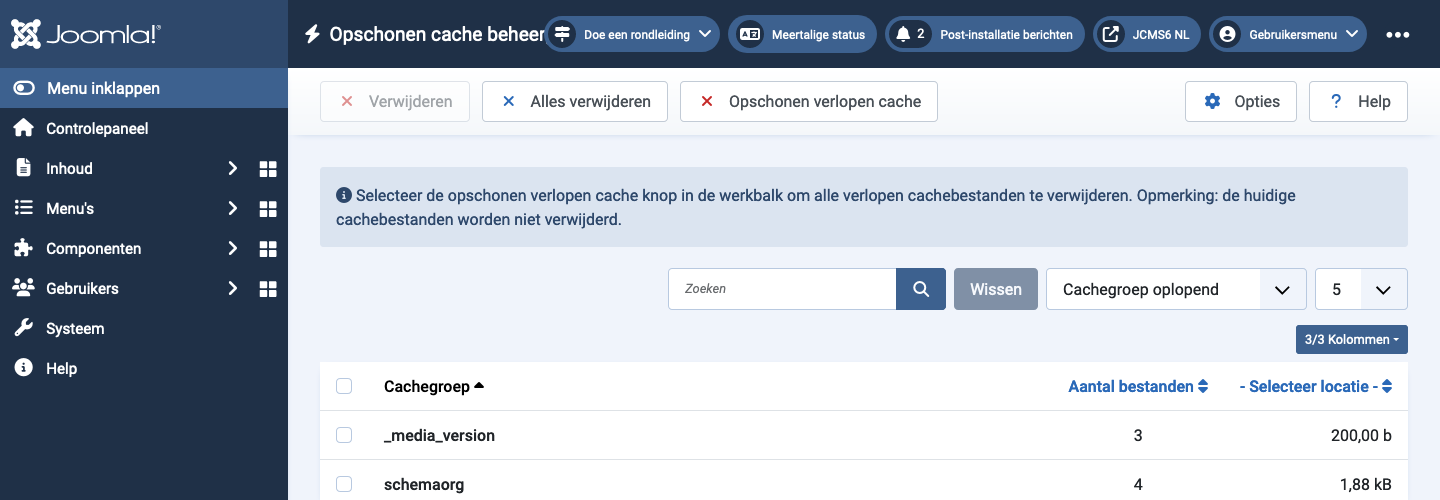 Joomla!®
Opschonen cache beheer
Doe een rondleiding
Meertalige status
2 Post-installatie berichten
JCMS6 NL
Gebruikersmenu
Menu inklappen
Controlepaneel
Inhoud
Menu's
Componenten
Gebruikers
Systeem
Help
Verwijderen
Alles verwijderen
Opschonen verlopen cache
Opties
? Help
Selecteer de opschonen verlopen cache knop in de werkbalk om alle verlopen cachebestanden te verwijderen. Opmerking: de huidige
cachebestanden worden niet verwijderd.
Zoeken
Wissen
Cachegroep oplopend
5
3/3 Kolommen
Cachegroep Aantal bestanden - Selecteer locatie -
_media_version 3 200,00 b
schemaorg 4 1,88 kB